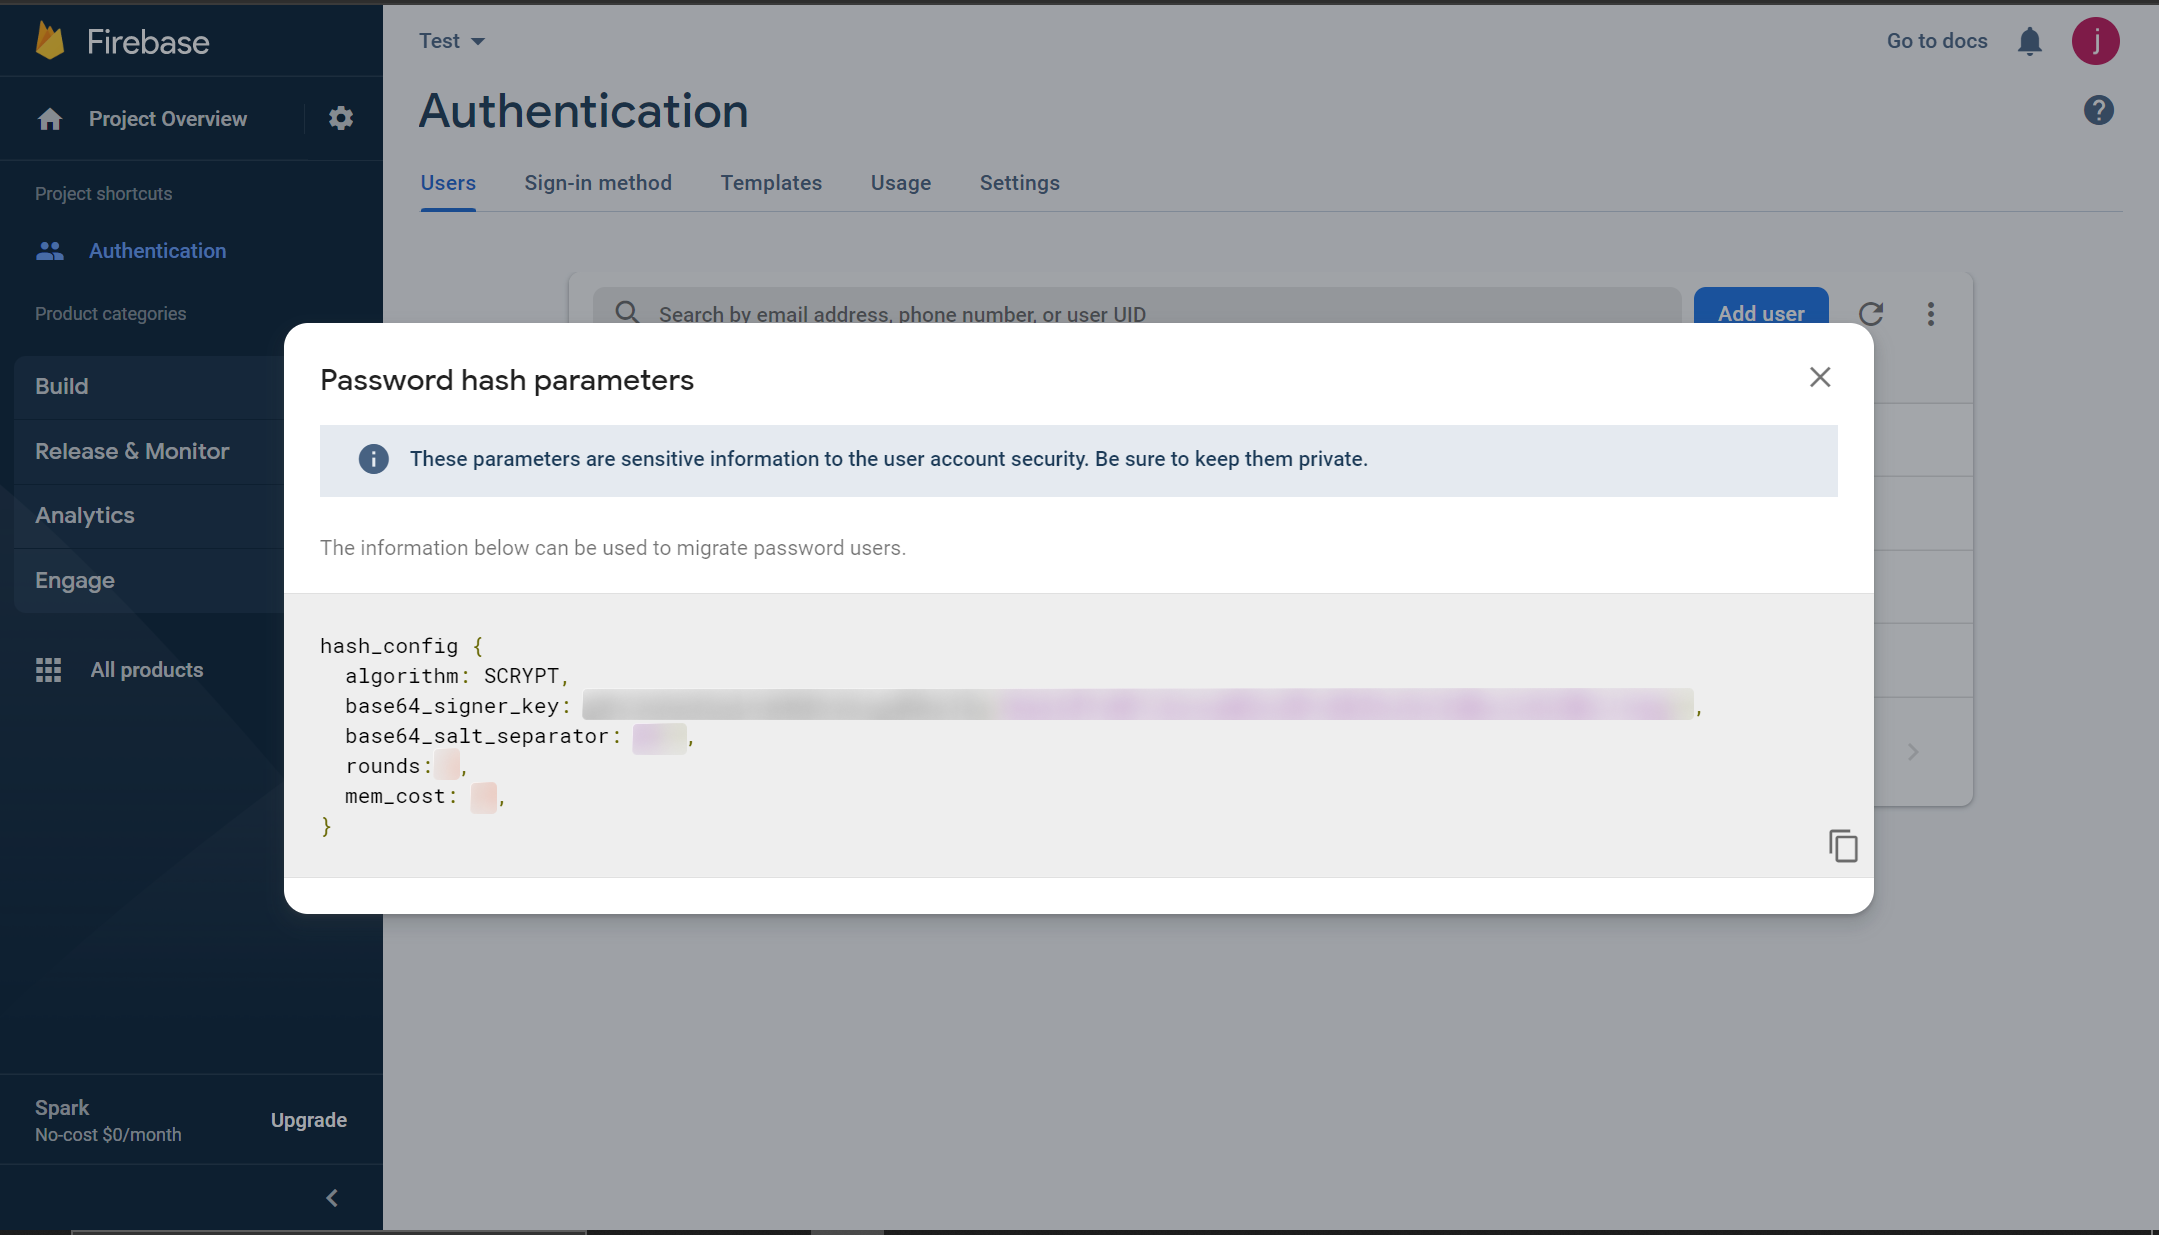 Firebase
Project Overview
Project shortcuts
Authentication
Product categories
Build
Release & Monitor
Analytics
Engage
All products
Spark
No-cost $0/month
Upgrade
Test
Go to docs
j
Authentication
Users Sign-in method Templates Usage Settings
Search by email address, phone number, or user UID
Add user
Password hash parameters
These parameters are sensitive information to the user account security. Be sure to keep them private.
The information below can be used to migrate password users.
hash_config {
algorithm: SCRYPT,
base64_signer_key: ,
base64_salt_separator: ,
rounds: ,
mem_cost: ,
}